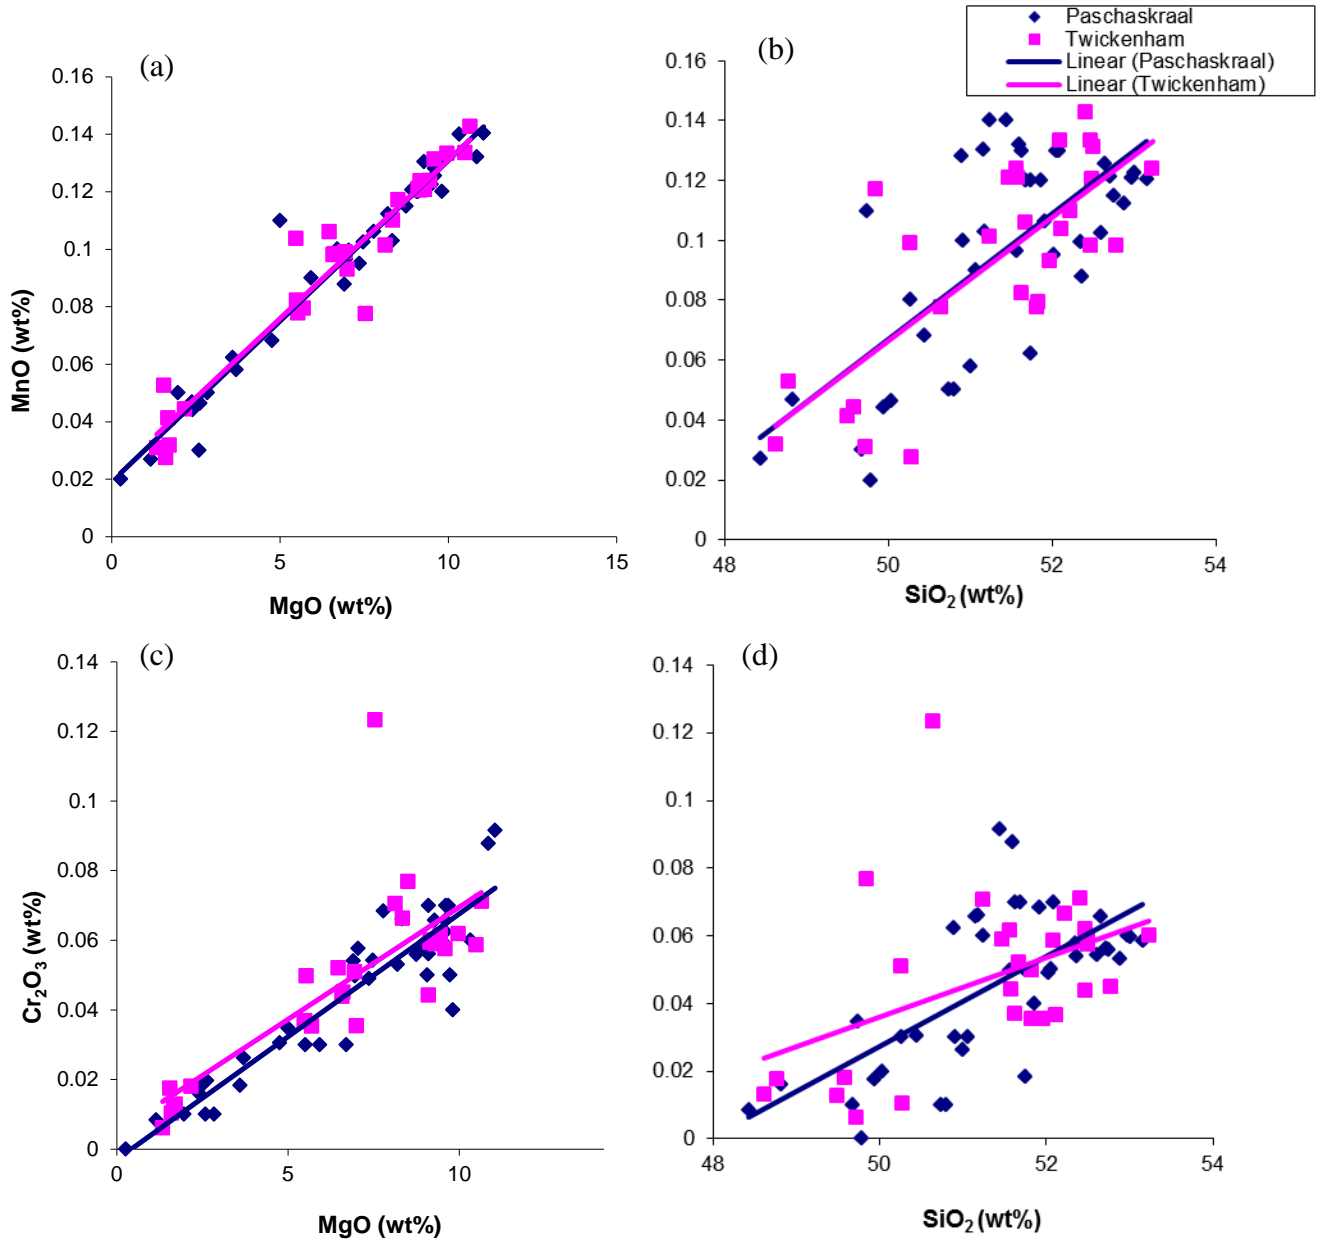 Paschaskraal
Twickenham
Linear (Paschaskraal)
Linear (Twickenham)
(a)
0.16
0.14
0.12
0.1
0.08
0.06
0.04
0.02
0
0 5 10 15
MnO (wt%)
MgO (wt%)
(b)
0.16
0.14
0.12
0.1
0.08
0.06
0.04
0.02
0
48 50 52 54
SiO₂ (wt%)
(c)
0.14
0.12
0.1
0.08
0.06
0.04
0.02
0
0 5 10
Cr₂O₃ (wt%)
MgO (wt%)
(d)
0.14
0.12
0.1
0.08
0.06
0.04
0.02
0
48 50 52 54
SiO₂ (wt%)